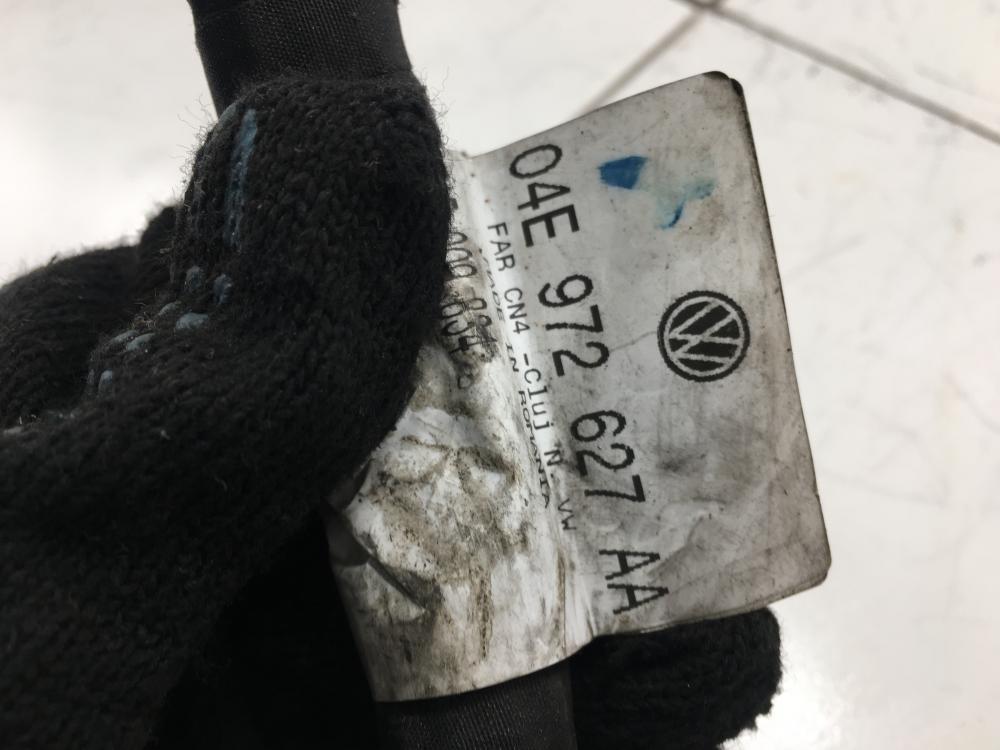 04E 972 627 AA
FAR CN4 -Cluj N. VW
MADE IN ROMANIA